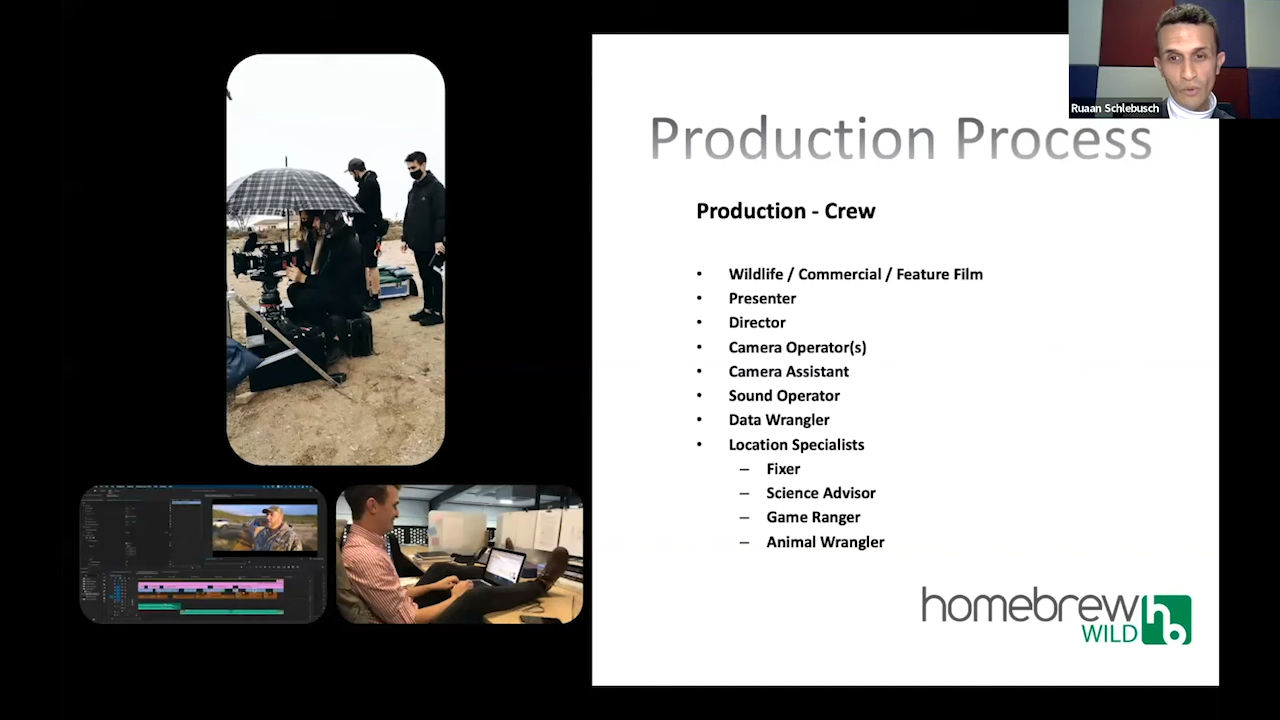 Ruaan Schlebusch
Production Process
Production - Crew
• Wildlife / Commercial / Feature Film
• Presenter
• Director
• Camera Operator(s)
• Camera Assistant
• Sound Operator
• Data Wrangler
• Location Specialists
– Fixer
– Science Advisor
– Game Ranger
– Animal Wrangler
homebrew hb
WILD